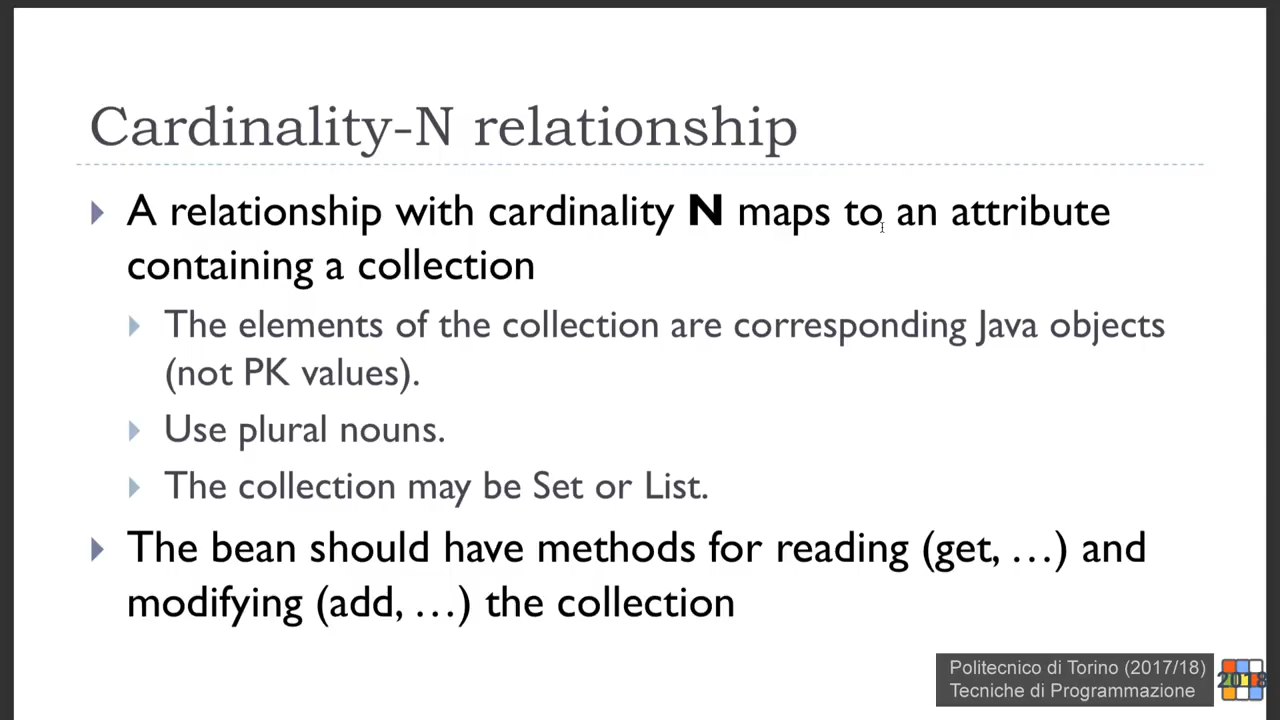 Cardinality-N relationship
A relationship with cardinality N maps to an attribute
containing a collection
The elements of the collection are corresponding Java objects
(not PK values).
Use plural nouns.
The collection may be Set or List.
The bean should have methods for reading (get, …) and
modifying (add, …) the collection
Politecnico di Torino (2017/18)
Tecniche di Programmazione
2018